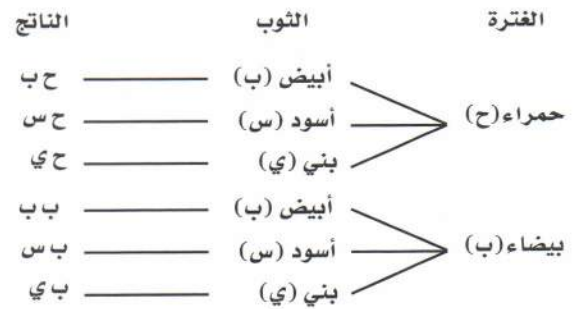 الغترة الثوب الناتج
حمراء (ح)
أبيض (ب) ح ب
أسود (س) ح س
بني (ي) ح ي
بيضاء (ب)
أبيض (ب) ب ب
أسود (س) ب س
بني (ي) ب ي